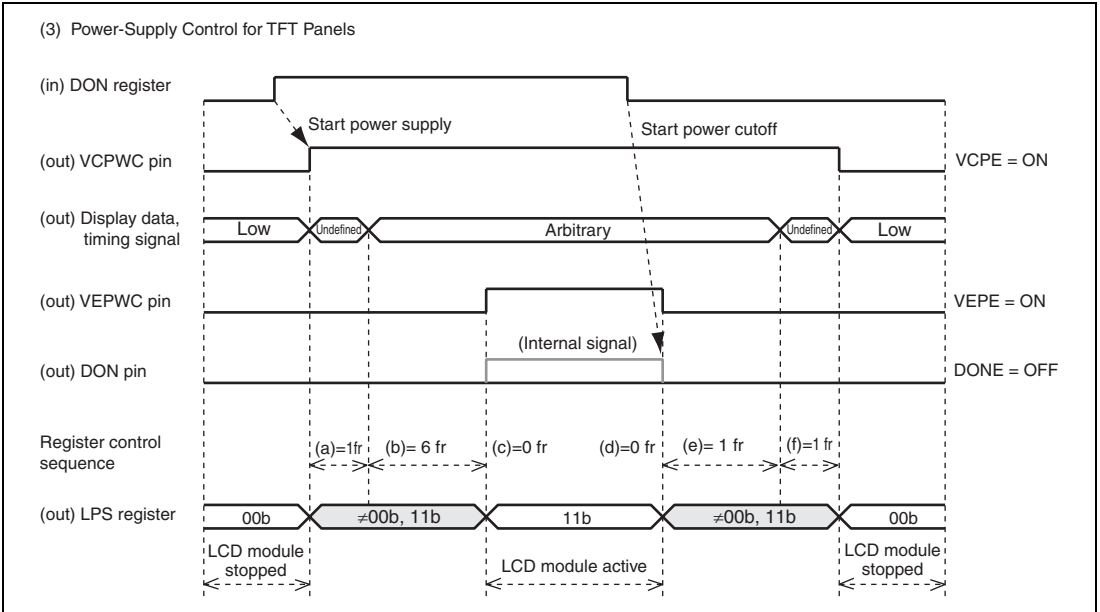 (3) Power-Supply Control for TFT Panels
(in) DON register
Start power supply
Start power cutoff
(out) VCPWC pin
VCPE = ON
(out) Display data,
timing signal
Low
Undefined
Arbitrary
Undefined
Low
(out) VEPWC pin
VEPE = ON
(Internal signal)
(out) DON pin
DONE = OFF
Register control
sequence
(a)=1fr
(b)= 6 fr
(c)=0 fr
(d)=0 fr
(e)= 1 fr
(f)=1 fr
(out) LPS register
00b
≠00b, 11b
11b
≠00b, 11b
00b
LCD module
stopped
LCD module active
LCD module
stopped